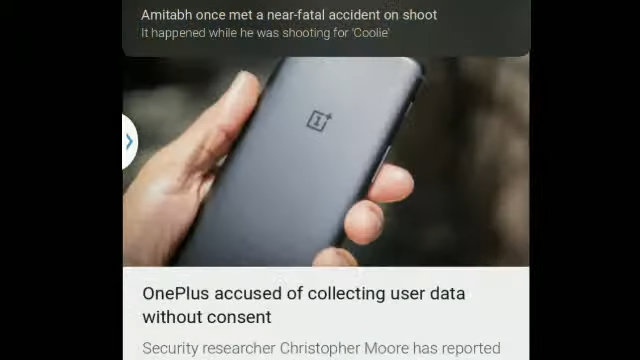 Amitabh once met a near-fatal accident on shoot
It happened while he was shooting for 'Coolie'
OnePlus accused of collecting user data
without consent
Security researcher Christopher Moore has reported